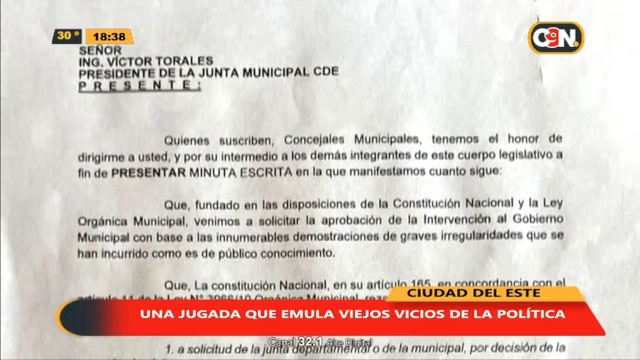 30° 18:38
C9N
SEÑOR
ING. VÍCTOR TORALES
PRESIDENTE DE LA JUNTA MUNICIPAL CDE
P R E S E N T E :
Quienes suscriben, Concejales Municipales, tenemos el honor de
dirigirme a usted, y por su intermedio a los demás integrantes de este cuerpo legislativo a
fin de PRESENTAR MINUTA ESCRITA en la que manifestamos cuanto sigue:
Que, fundado en las disposiciones de la Constitución Nacional y la Ley
Orgánica Municipal, venimos a solicitar la aprobación de la Intervención al Gobierno
Municipal con base a las innumerables demostraciones de graves irregularidades que se
han incurrido como es de público conocimiento.
Que, La constitución Nacional, en su artículo 165, en concordancia con el
CIUDAD DEL ESTE
UNA JUGADA QUE EMULA VIEJOS VICIOS DE LA POLÍTICA
Canal 32.1 Aire Digital
1. a solicitud de la junta departamental o de la municipal, por decisión de la